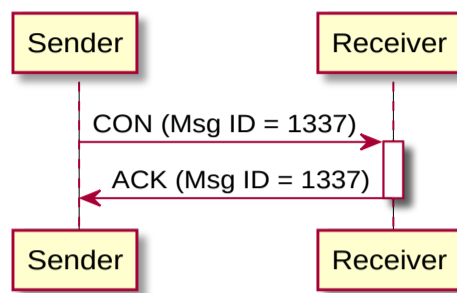 Sender
Receiver
CON (Msg ID = 1337)
ACK (Msg ID = 1337)
Sender
Receiver